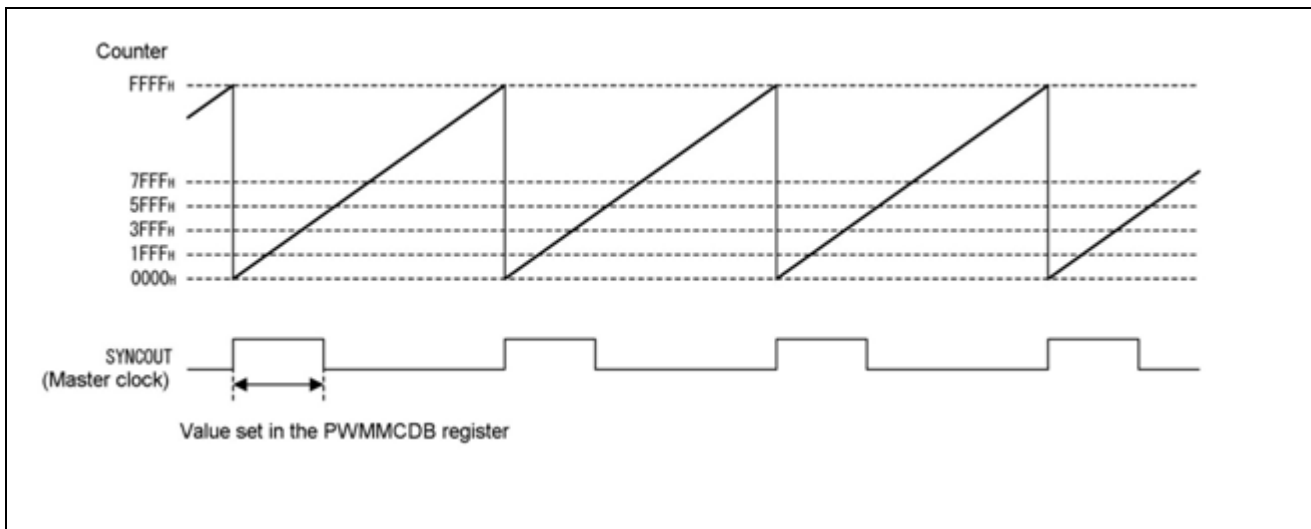 Counter
FFFFH
7FFFH
5FFFH
3FFFH
1FFFH
0000H
SYNCOUT
(Master clock)
Value set in the PWMMCDB register